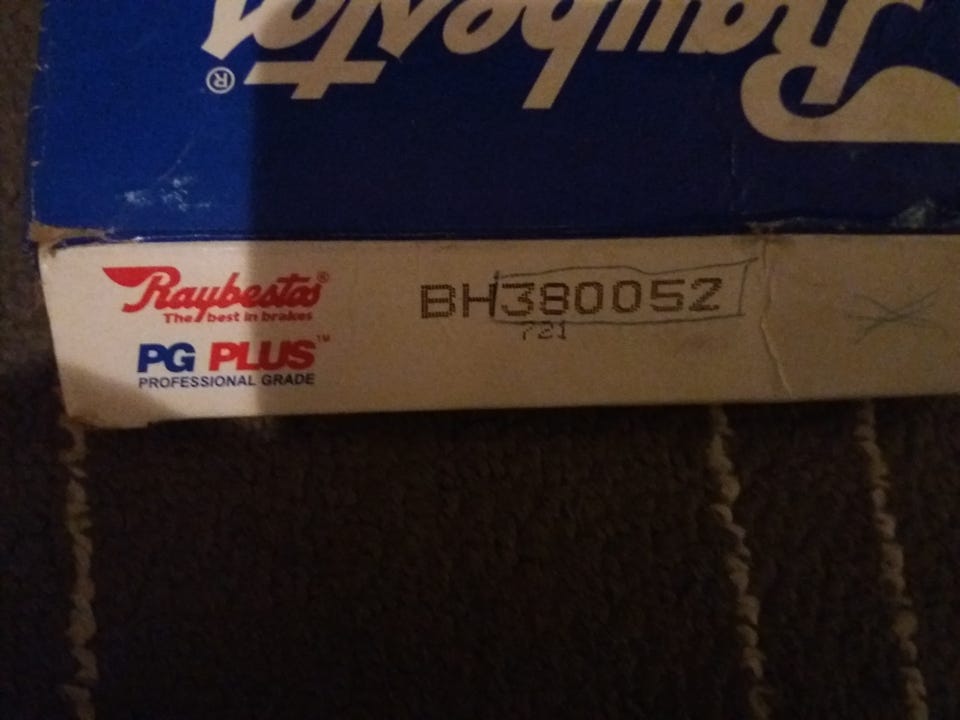 Raybestos
®
Raybestos®
The best in brakes
PG PLUS™
PROFESSIONAL GRADE
BH380052
721